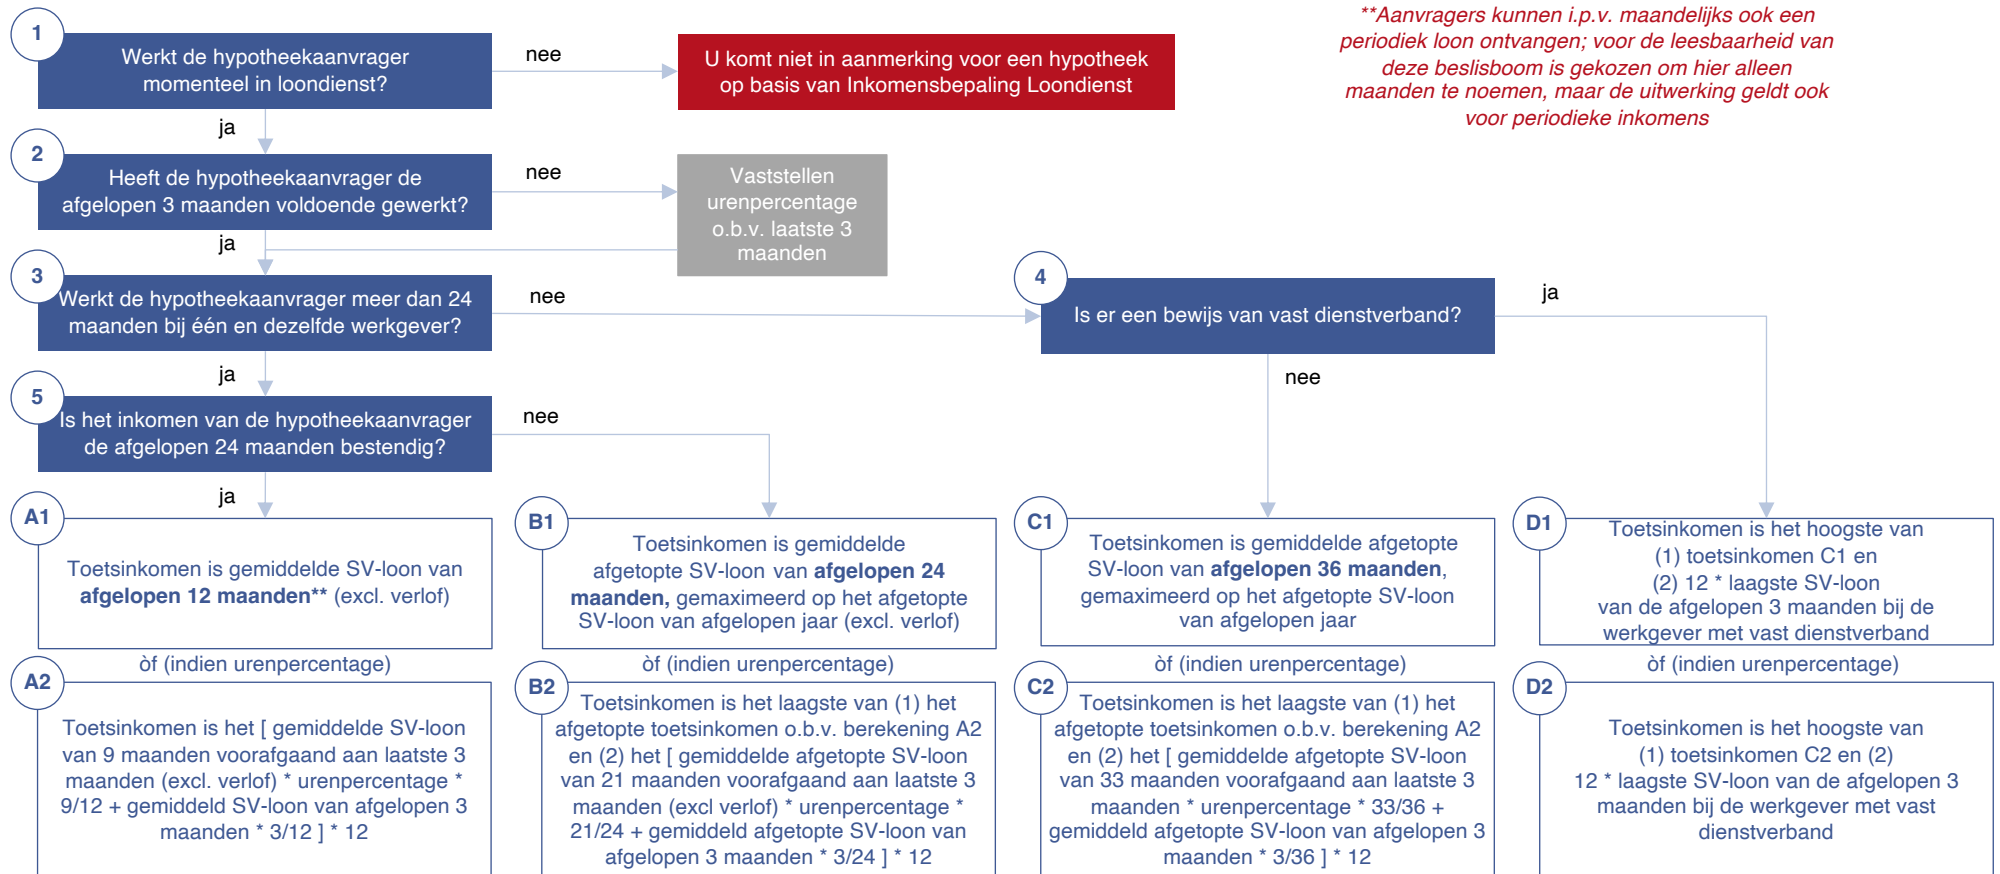 1
Werkt de hypotheekaanvrager
momenteel in loondienst?
nee
U komt niet in aanmerking voor een hypotheek
op basis van Inkomensbepaling Loondienst
**Aanvragers kunnen i.p.v. maandelijks ook een
periodiek loon ontvangen; voor de leesbaarheid van
deze beslisboom is gekozen om hier alleen
maanden te noemen, maar de uitwerking geldt ook
voor periodieke inkomens
ja
2
Heeft de hypotheekaanvrager de
afgelopen 3 maanden voldoende gewerkt?
nee
Vaststellen
urenpercentage
o.b.v. laatste 3
maanden
ja
3
Werkt de hypotheekaanvrager meer dan 24
maanden bij één en dezelfde werkgever?
nee
4
Is er een bewijs van vast dienstverband?
ja
nee
ja
5
Is het inkomen van de hypotheekaanvrager
de afgelopen 24 maanden bestendig?
nee
ja
A1
Toetsinkomen is gemiddelde SV-loon van
afgelopen 12 maanden** (excl. verlof)
B1
Toetsinkomen is gemiddelde
afgetopte SV-loon van afgelopen 24
maanden, gemaximeerd op het afgetopte
SV-loon van afgelopen jaar (excl. verlof)
C1
Toetsinkomen is gemiddelde afgetopte
SV-loon van afgelopen 36 maanden,
gemaximeerd op het afgetopte SV-loon
van afgelopen jaar
D1
Toetsinkomen is het hoogste van
(1) toetsinkomen C1 en
(2) 12 * laagste SV-loon
van de afgelopen 3 maanden bij de
werkgever met vast dienstverband
òf (indien urenpercentage)
òf (indien urenpercentage)
òf (indien urenpercentage)
òf (indien urenpercentage)
A2
Toetsinkomen is het [ gemiddelde SV-loon
van 9 maanden voorafgaand aan laatste 3
maanden (excl. verlof) * urenpercentage *
9/12 + gemiddeld SV-loon van afgelopen 3
maanden * 3/12 ] * 12
B2
Toetsinkomen is het laagste van (1) het
afgetopte toetsinkomen o.b.v. berekening A2
en (2) het [ gemiddelde afgetopte SV-loon
van 21 maanden voorafgaand aan laatste 3
maanden (excl verlof) * urenpercentage *
21/24 + gemiddeld afgetopte SV-loon van
afgelopen 3 maanden * 3/24 ] * 12
C2
Toetsinkomen is het laagste van (1) het
afgetopte toetsinkomen o.b.v. berekening A2
en (2) het [ gemiddelde afgetopte SV-loon
van 33 maanden voorafgaand aan laatste 3
maanden * urenpercentage * 33/36 +
gemiddeld afgetopte SV-loon van afgelopen 3
maanden * 3/36 ] * 12
D2
Toetsinkomen is het hoogste van
(1) toetsinkomen C2 en (2)
12 * laagste SV-loon van de afgelopen 3
maanden bij de werkgever met vast
dienstverband